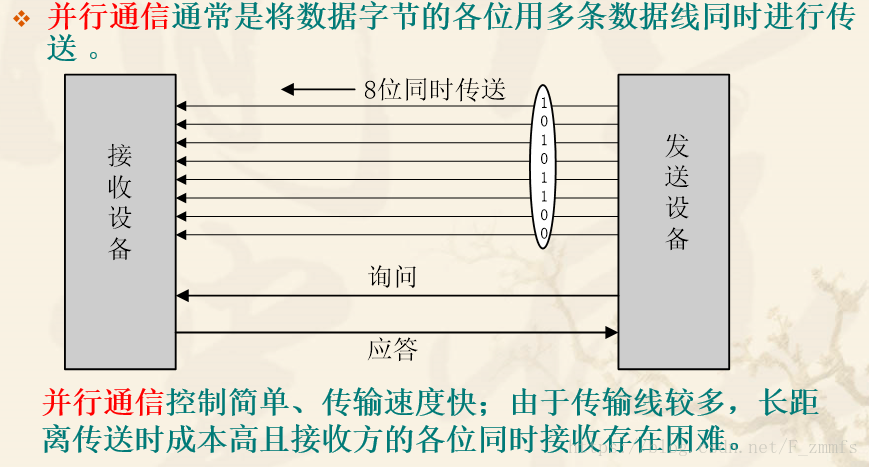 并行通信通常是将数据字节的各位用多条数据线同时进行传
送。
8位同时传送
1
0
1
0
1
1
0
0
接收设备
发送设备
询问
应答
并行通信控制简单、传输速度快；由于传输线较多，长距
离传送时成本高且接收方的各位同时接收存在困难。
https://blog.csdn.net/F_zmmfs